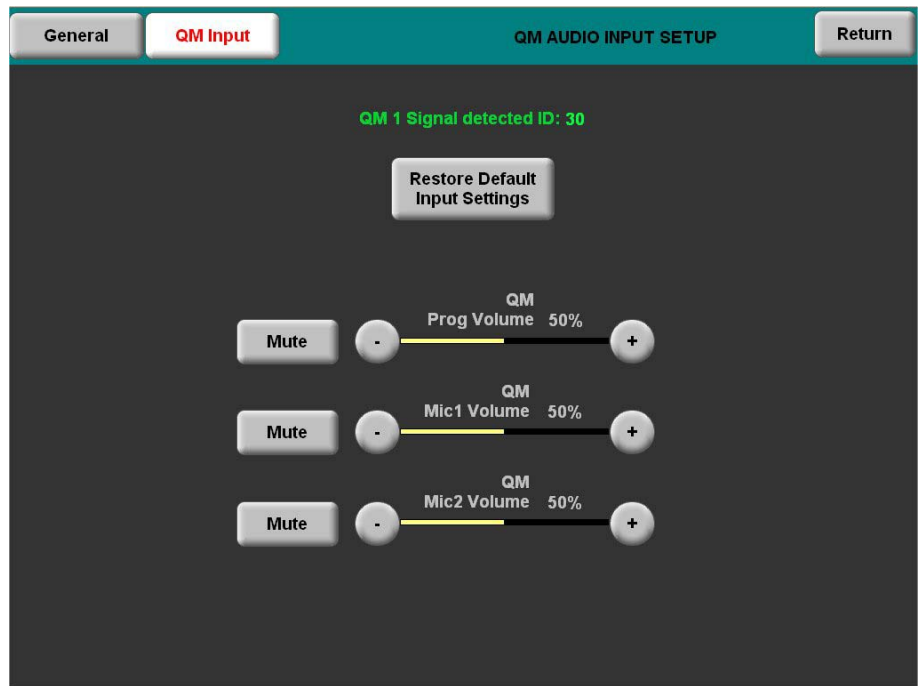 General
QM Input
QM AUDIO INPUT SETUP
Return
QM 1 Signal detected ID: 30
Restore Default
Input Settings
QM
Prog Volume 50%
Mute
-
+
QM
Mic1 Volume 50%
Mute
-
+
QM
Mic2 Volume 50%
Mute
-
+